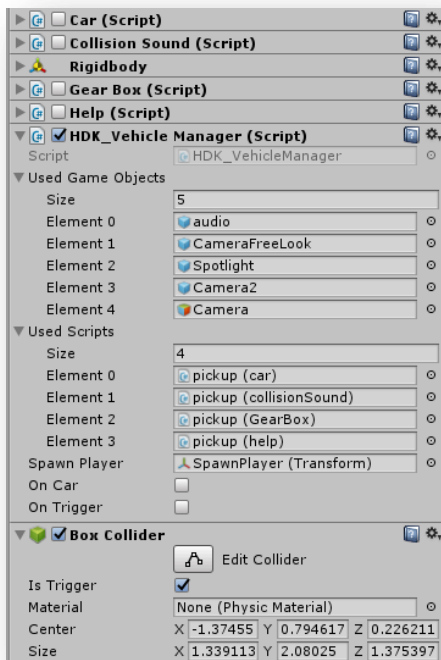 Car (Script)
Collision Sound (Script)
Rigidbody
Gear Box (Script)
Help (Script)
HDK_Vehicle Manager (Script)
Script HDK_VehicleManager
Used Game Objects
Size 5
Element 0 audio
Element 1 CameraFreeLook
Element 2 Spotlight
Element 3 Camera2
Element 4 Camera
Used Scripts
Size 4
Element 0 pickup (car)
Element 1 pickup (collisionSound)
Element 2 pickup (GearBox)
Element 3 pickup (help)
Spawn Player SpawnPlayer (Transform)
On Car
On Trigger
Box Collider
Edit Collider
Is Trigger
Material None (Physic Material)
Center X -1.37455 Y 0.794617 Z 0.226211
Size X 1.339113 Y 2.08025 Z 1.375397